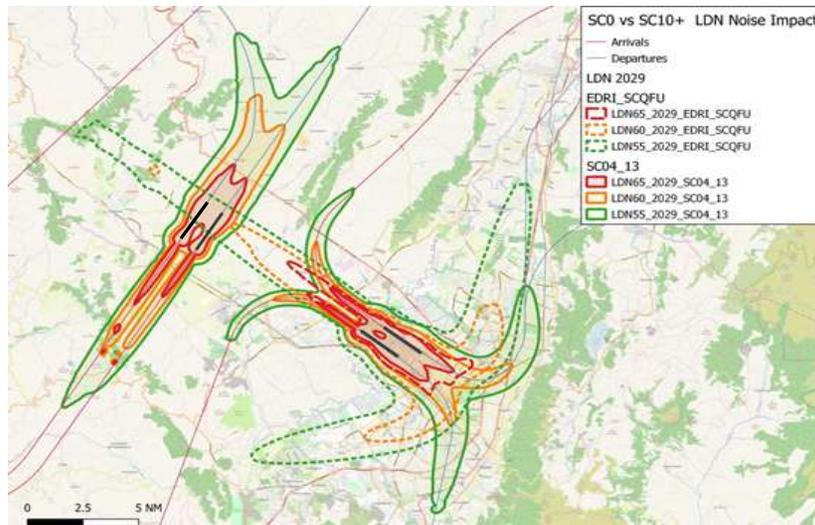 SC0 vs SC10+ LDN Noise Impact
Arrivals
Departures
LDN 2029
EDRI_SCQFU
LDN65_2029_EDRI_SCQFU
LDN60_2029_EDRI_SCQFU
LDN55_2029_EDRI_SCQFU
SC04_13
LDN65_2029_SC04_13
LDN60_2029_SC04_13
LDN55_2029_SC04_13
0 2.5 5 NM